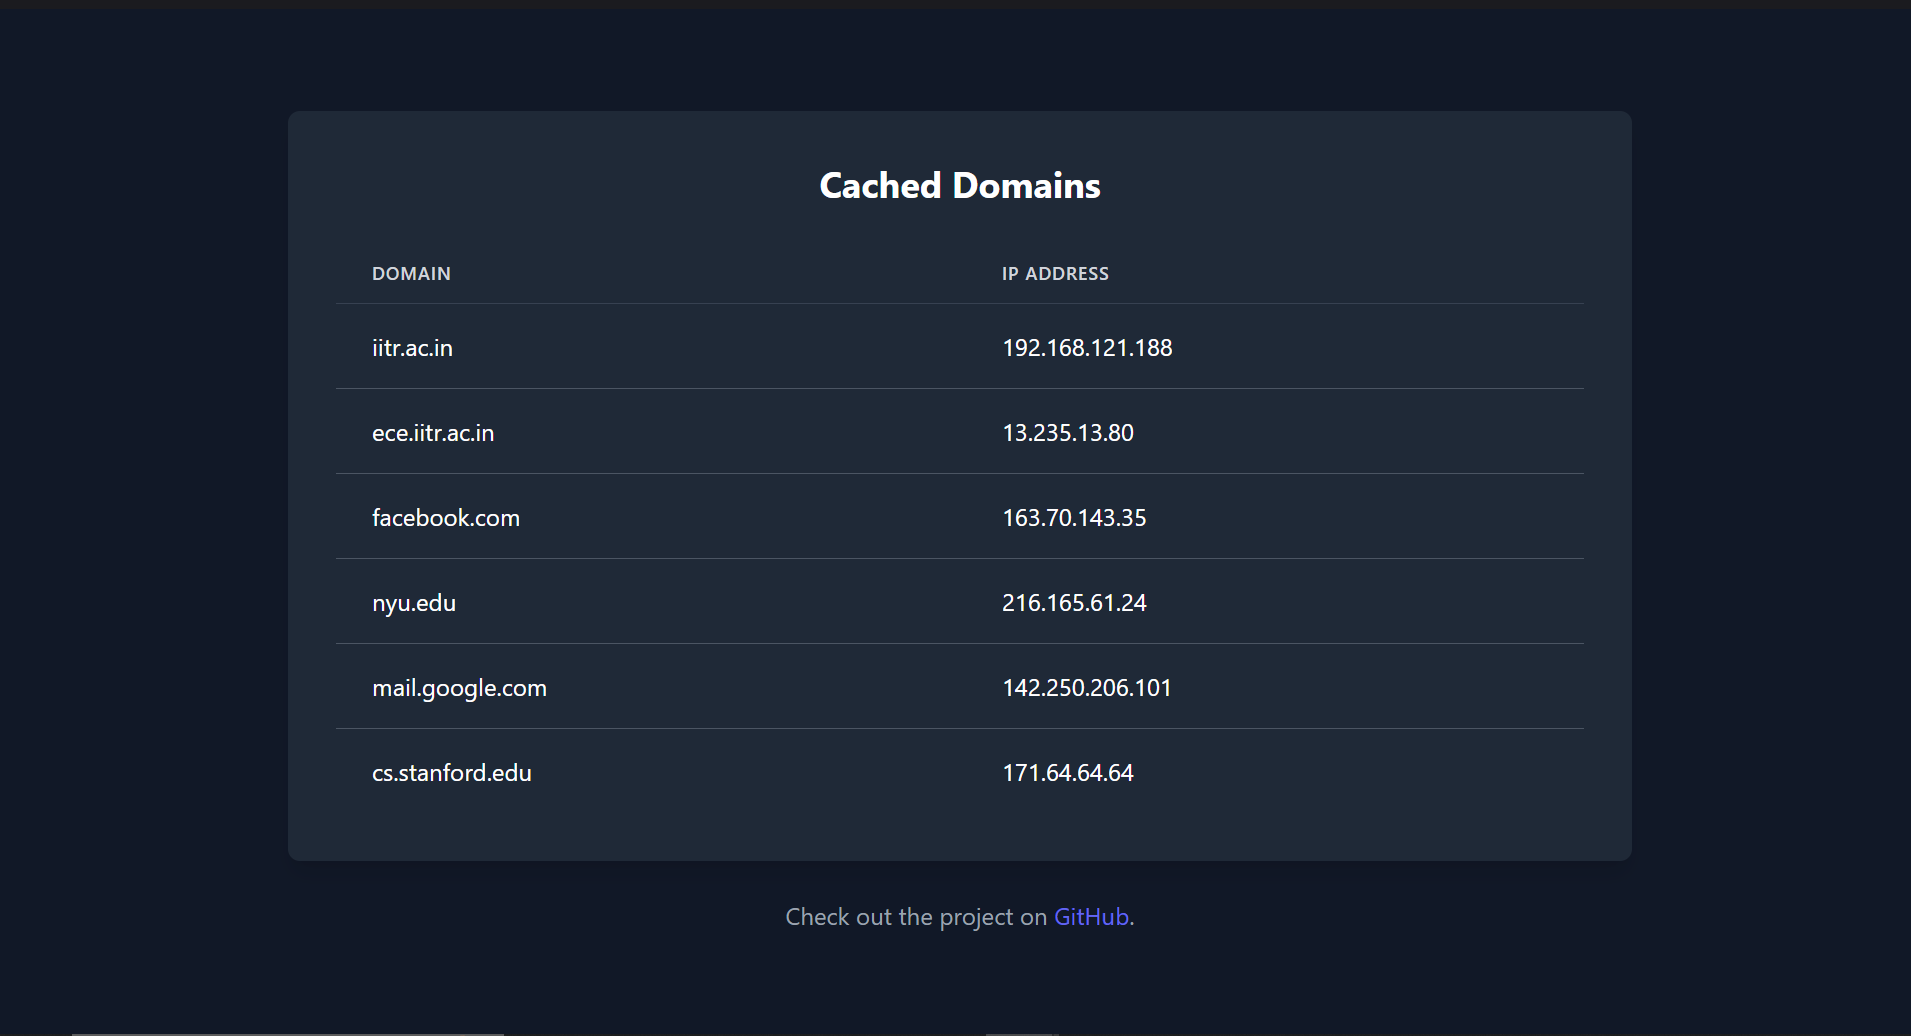 Cached Domains
DOMAIN IP ADDRESS
iitr.ac.in 192.168.121.188
ece.iitr.ac.in 13.235.13.80
facebook.com 163.70.143.35
nyu.edu 216.165.61.24
mail.google.com 142.250.206.101
cs.stanford.edu 171.64.64.64
Check out the project on GitHub.